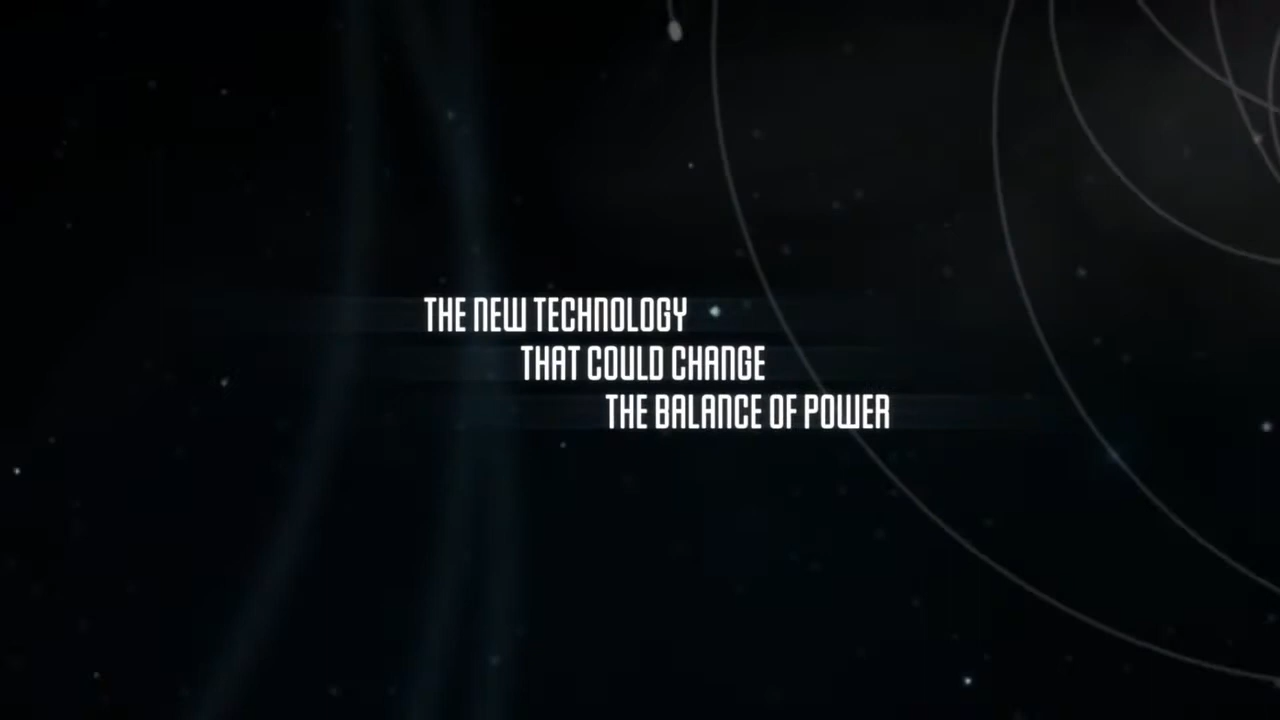 THE NEW TECHNOLOGY
THAT COULD CHANGE
THE BALANCE OF POWER